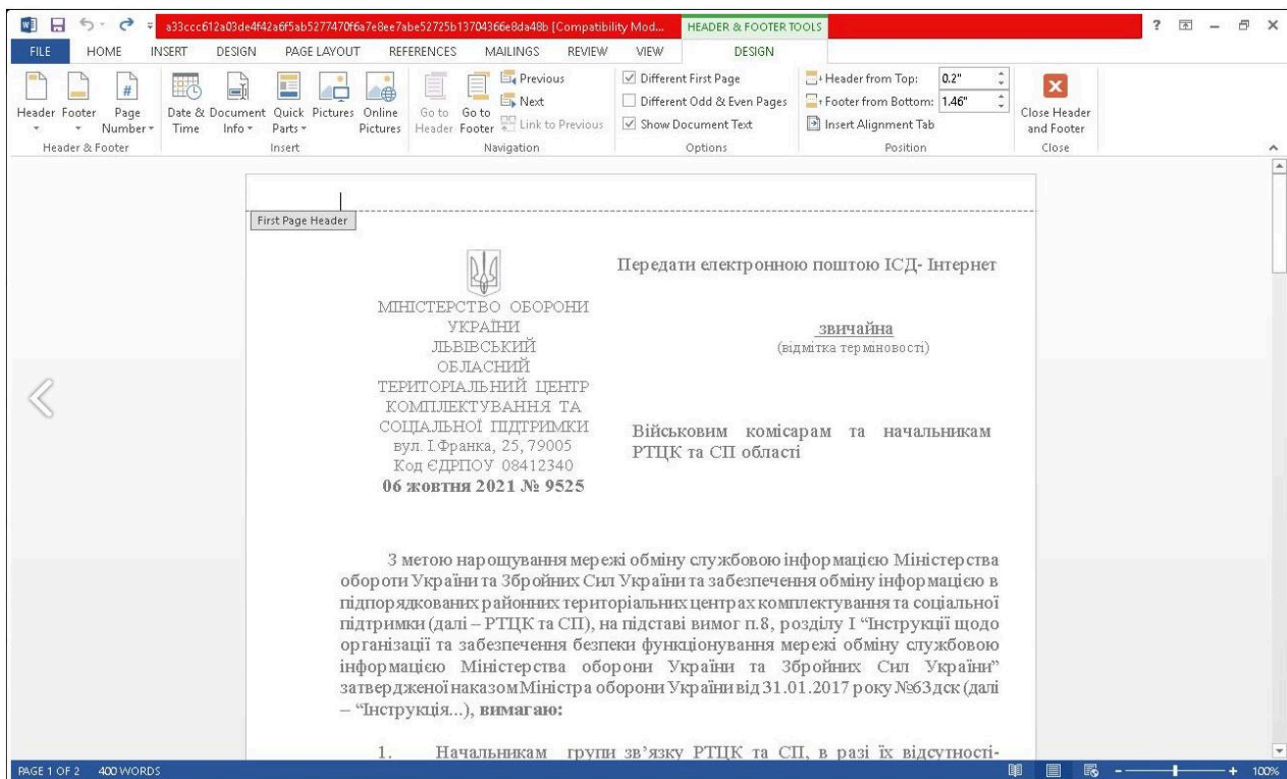 a33ccc612a03de4f42a6f5ab5277470f6a7e8ee7abe52725b13704366e8da48b [Compatibility Mod...
HEADER & FOOTER TOOLS
FILE HOME INSERT DESIGN PAGE LAYOUT REFERENCES MAILINGS REVIEW VIEW DESIGN
Header Footer Page Number
Header & Footer
Date & Time Document Info Quick Parts Pictures Online Pictures
Insert
Go to Header Go to Footer
Previous
Next
Link to Previous
Navigation
Different First Page
Different Odd & Even Pages
Show Document Text
Options
Header from Top: 0.2"
Footer from Bottom: 1.46"
Insert Alignment Tab
Position
Close Header and Footer
Close
First Page Header
Передати електронною поштою ІСД- Інтернет
МІНІСТЕРСТВО ОБОРОНИ
УКРАЇНИ
ЛЬВІВСЬКИЙ
ОБЛАСНИЙ
ТЕРИТОРІАЛЬНИЙ ЦЕНТР
КОМПЛЕКТУВАННЯ ТА
СОЦІАЛЬНОЇ ПІДТРИМКИ
вул. І.Франка, 25, 79005
Код ЄДРПОУ 08412340
06 жовтня 2021 № 9525
звичайна
(відмітка терміновості)
Військовим комісарам та начальникам
РТЦК та СП області
З метою нарощування мережі обміну службовою інформацією Міністерства
обороти України та Збройних Сил України та забезпечення обміну інформацією в
підпорядкованих районних територіальних центрах комплектування та соціальної
підтримки (далі – РТЦК та СП), на підставі вимог п.8, розділу І “Інструкції щодо
організації та забезпечення безпеки функціонування мережі обміну службовою
інформацією Міністерства оборони України та Збройних Сил України”
затвердженої наказом Міністра оборони України від 31.01.2017 року №63дск (далі
– “Інструкція...), вимагаю:
1. Начальникам групи зв’язку РТЦК та СП, в разі їх відсутності-
PAGE 1 OF 2 400 WORDS
100%